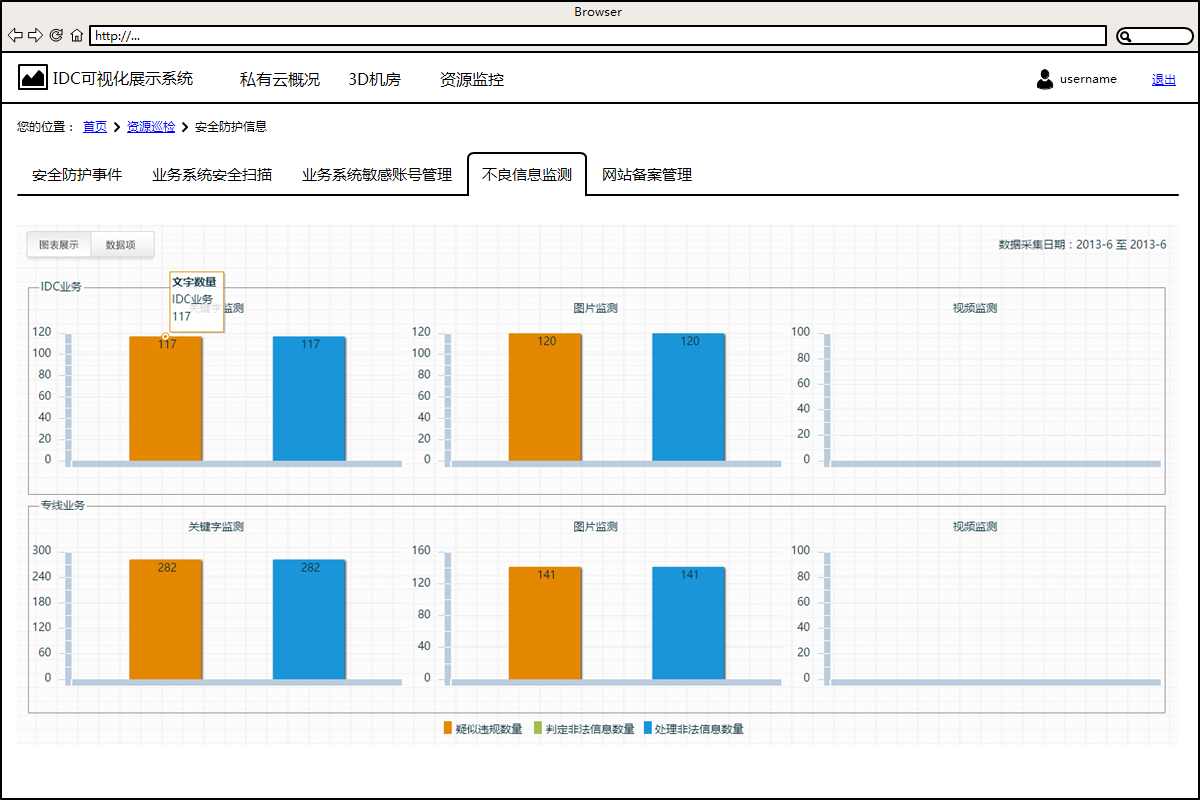 Browser
http://...
IDC可视化展示系统 私有云概况 3D机房 资源监控 username 退出
您的位置： 首页 资源巡检 安全防护信息
安全防护事件 业务系统安全扫描 业务系统敏感账号管理 不良信息监测 网站备案管理
图表展示 数据项 数据采集日期：2013-6 至 2013-6
IDC业务
文字数量
IDC业务
117
关键字监测
120
100
80
60
40
20
0
117 117
图片监测
120
100
80
60
40
20
0
120 120
视频监测
100
80
60
40
20
0
专线业务
关键字监测
300
240
180
120
60
0
282 282
图片监测
160
120
80
40
0
141 141
视频监测
100
80
60
40
20
0
疑似违规数量 判定非法信息数量 处理非法信息数量